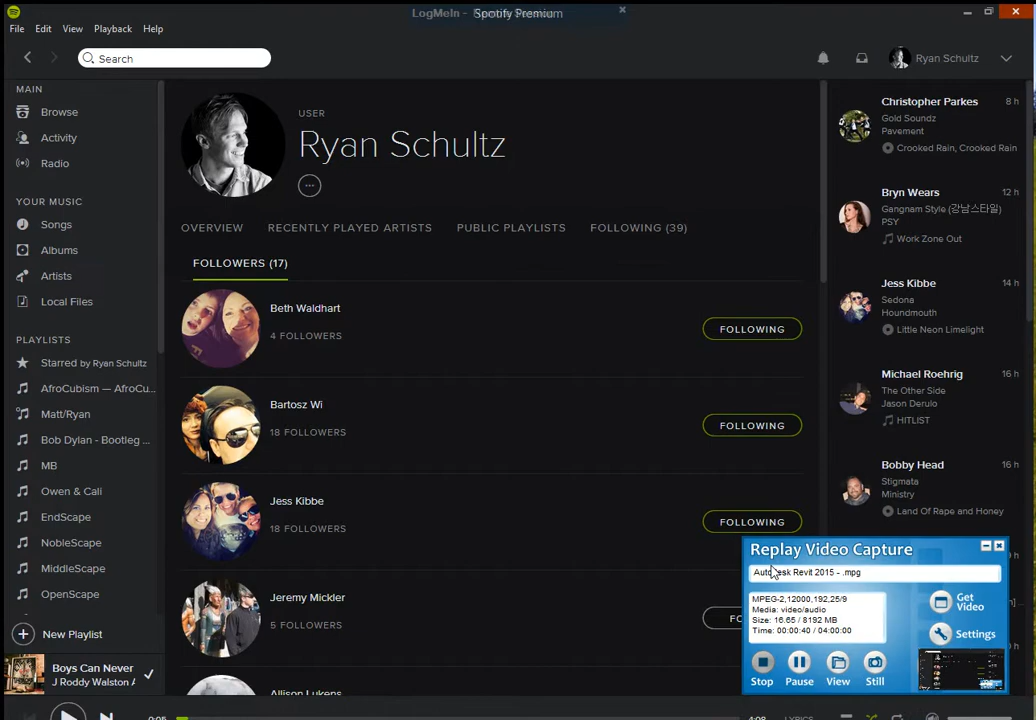 LogMeIn -
Spotify Premium
File Edit View Playback Help
Search
Ryan Schultz
MAIN
Browse
Activity
Radio
YOUR MUSIC
Songs
Albums
Artists
Local Files
PLAYLISTS
Starred by Ryan Schultz
AfroCubism — AfroCu...
Matt/Ryan
Bob Dylan - Bootleg ...
MB
Owen & Cali
EndScape
NobleScape
MiddleScape
OpenScape
New Playlist
Boys Can Never
J Roddy Walston
USER
Ryan Schultz
OVERVIEW RECENTLY PLAYED ARTISTS PUBLIC PLAYLISTS FOLLOWING (39)
FOLLOWERS (17)
Beth Waldhart
4 FOLLOWERS
FOLLOWING
Bartosz Wi
18 FOLLOWERS
FOLLOWING
Jess Kibbe
18 FOLLOWERS
FOLLOWING
Jeremy Mickler
5 FOLLOWERS
FO
Allison Lukens
Christopher Parkes 8 h
Gold Soundz
Pavement
Crooked Rain, Crooked Rain
Bryn Wears 12 h
Gangnam Style (강남스타일)
PSY
Work Zone Out
Jess Kibbe 14 h
Sedona
Houndmouth
Little Neon Limelight
Michael Roehrig 16 h
The Other Side
Jason Derulo
HITLIST
Bobby Head 16 h
Stigmata
Ministry
Land Of Rape and Honey
Replay Video Capture
Autodesk Revit 2015 - .mpg
MPEG-2,12000,192,25/9
Media: video/audio
Size: 16.65 / 8192 MB
Time: 00:00:40 / 04:00:00
Get Video
Settings
Stop Pause View Still
0:05 4:08 LYRICS